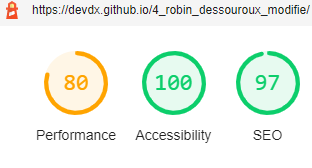 https://devdx.github.io/4_robin_dessouroux_modifie/
80 100 97
Performance Accessibility SEO